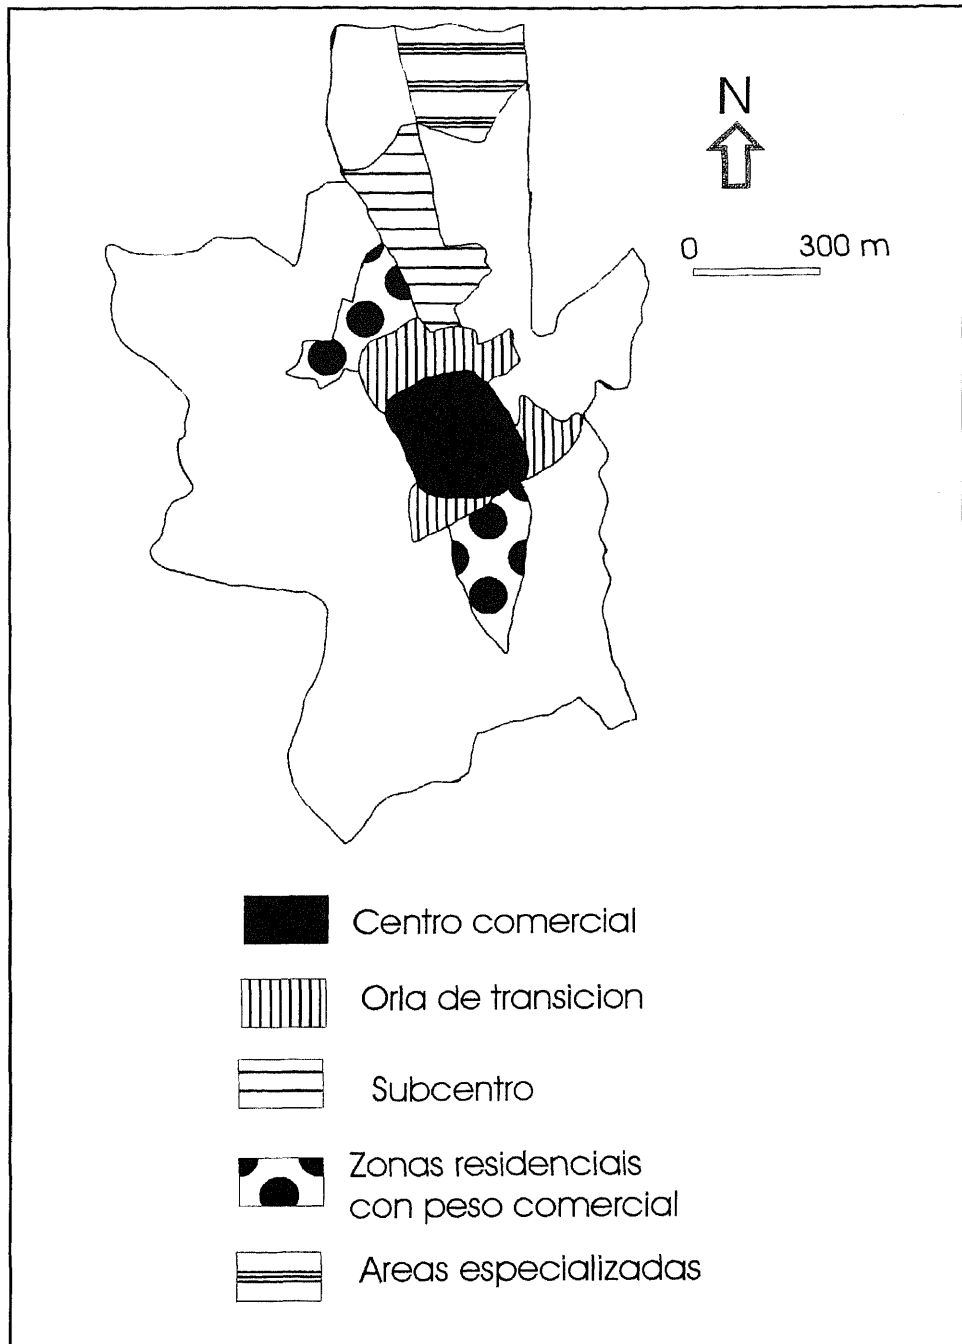 N
0 300 m
Centro comercial
Orla de transicion
Subcentro
Zonas residenciais
con peso comercial
Areas especializadas